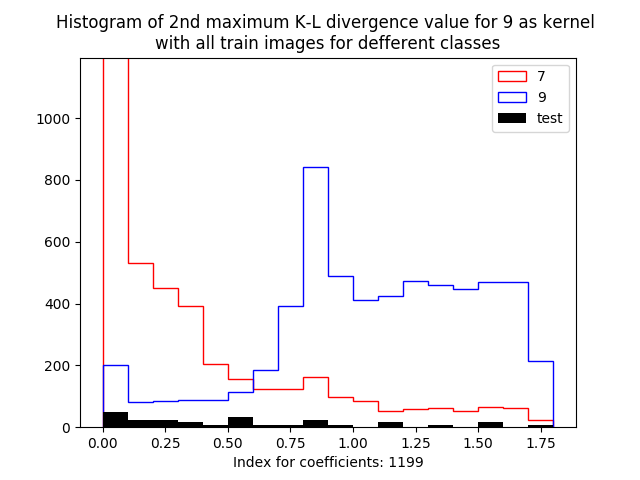 Histogram of 2nd maximum K-L divergence value for 9 as kernel
with all train images for defferent classes
7
9
test
1000
800
600
400
200
0
0.00 0.25 0.50 0.75 1.00 1.25 1.50 1.75
Index for coefficients: 1199